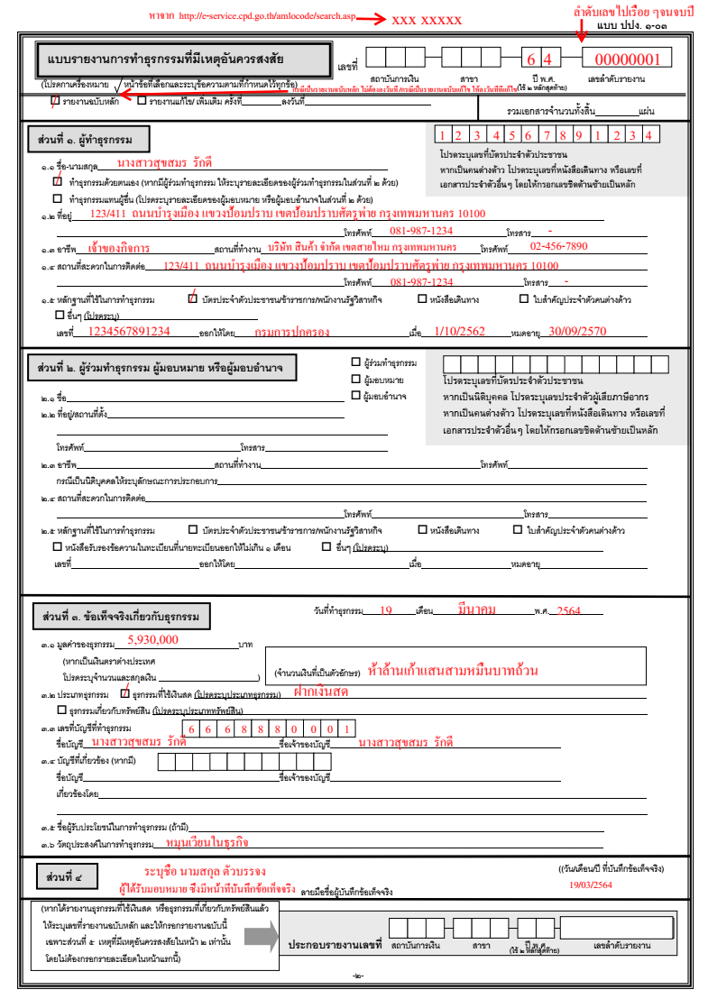 หาจาก http://e-service.cpd.go.th/amlocode/search.asp XXX XXXXX
ลำดับเลขไปเรื่อย ๆจนจบปี
แบบ ปปง. ๑-๐๓
แบบรายงานการทำธุรกรรมที่มีเหตุอันควรสงสัย
เลขที่ 6 4 00000001
สถาบันการเงิน สาขา ปี พ.ศ. เลขลำดับรายงาน
(ใช้ ๒ หลักสุดท้าย)
(โปรดกาเครื่องหมาย / หน้าข้อที่เลือกและระบุข้อความตามที่กำหนดไว้ทุกข้อ)
กรณีเป็นรายงานฉบับหลัก ไม่ต้องลงวันที่/กรณีเป็นรายงานฉบับแก้ไข ให้ลงวันที่ที่แก้ไข
/ รายงานฉบับหลัก ☐ รายงานแก้ไข/ เพิ่มเติม ครั้งที่ ลงวันที่
รวมเอกสารจำนวนทั้งสิ้น แผ่น
ส่วนที่ ๑. ผู้ทำธุรกรรม
1 2 3 4 5 6 7 8 9 1 2 3 4
โปรดระบุเลขที่บัตรประจำตัวประชาชน
หากเป็นคนต่างด้าว โปรดระบุเลขที่หนังสือเดินทาง หรือเลขที่
เอกสารประจำตัวอื่นๆ โดยให้กรอกเลขชิดด้านซ้ายเป็นหลัก
๑.๑ ชื่อ-นามสกุล นางสาวสุขสมร รักดี
/ ทำธุรกรรมด้วยตนเอง (หากมีผู้ร่วมทำธุรกรรม ให้ระบุรายละเอียดของผู้ร่วมทำธุรกรรมในส่วนที่ ๒ ด้วย)
☐ ทำธุรกรรมแทนผู้อื่น (โปรดระบุรายละเอียดของผู้มอบหมาย หรือผู้มอบอำนาจในส่วนที่ ๒ ด้วย)
๑.๒ ที่อยู่ 123/411 ถนนบำรุงเมือง แขวงป้อมปราบ เขตป้อมปราบศัตรูพ่าย กรุงเทพมหานคร 10100
โทรศัพท์ 081-987-1234 โทรสาร -
๑.๓ อาชีพ เจ้าของกิจการ สถานที่ทำงาน บริษัท สินค้า จำกัด เขตสายไหม กรุงเทพมหานคร โทรศัพท์ 02-456-7890
๑.๔ สถานที่สะดวกในการติดต่อ 123/411 ถนนบำรุงเมือง แขวงป้อมปราบ เขตป้อมปราบศัตรูพ่าย กรุงเทพมหานคร 10100
โทรศัพท์ 081-987-1234 โทรสาร -
๑.๕ หลักฐานที่ใช้ในการทำธุรกรรม / บัตรประจำตัวประชาชน/ข้าราชการ/พนักงานรัฐวิสาหกิจ ☐ หนังสือเดินทาง ☐ ใบสำคัญประจำตัวคนต่างด้าว
☐ อื่นๆ (โปรดระบุ)
เลขที่ 1234567891234 ออกให้โดย กรมการปกครอง เมื่อ 1/10/2562 หมดอายุ 30/09/2570
ส่วนที่ ๒. ผู้ร่วมทำธุรกรรม ผู้มอบหมาย หรือผู้มอบอำนาจ
☐ ผู้ร่วมทำธุรกรรม
☐ ผู้มอบหมาย
☐ ผู้มอบอำนาจ
โปรดระบุเลขที่บัตรประจำตัวประชาชน
หากเป็นนิติบุคคล โปรดระบุเลขประจำตัวผู้เสียภาษีอากร
หากเป็นคนต่างด้าว โปรดระบุเลขที่หนังสือเดินทาง หรือเลขที่
เอกสารประจำตัวอื่นๆ โดยให้กรอกเลขชิดด้านซ้ายเป็นหลัก
๒.๑ ชื่อ
๒.๒ ที่อยู่/สถานที่ตั้ง
โทรศัพท์ โทรสาร
๒.๓ อาชีพ สถานที่ทำงาน โทรศัพท์
กรณีเป็นนิติบุคคลให้ระบุลักษณะการประกอบการ
๒.๔ สถานที่สะดวกในการติดต่อ
โทรศัพท์ โทรสาร
๒.๕ หลักฐานที่ใช้ในการทำธุรกรรม ☐ บัตรประจำตัวประชาชน/ข้าราชการ/พนักงานรัฐวิสาหกิจ ☐ หนังสือเดินทาง ☐ ใบสำคัญประจำตัวคนต่างด้าว
☐ หนังสือรับรองข้อความในทะเบียนที่นายทะเบียนออกให้ไม่เกิน ๑ เดือน ☐ อื่นๆ (โปรดระบุ)
เลขที่ ออกให้โดย เมื่อ หมดอายุ
ส่วนที่ ๓. ข้อเท็จจริงเกี่ยวกับธุรกรรม
วันที่ทำธุรกรรม 19 เดือน มีนาคม พ.ศ. 2564
๓.๑ มูลค่าของธุรกรรม 5,930,000 บาท
(หากเป็นเงินตราต่างประเทศ
โปรดระบุจำนวนและสกุลเงิน )
(จำนวนเงินที่เป็นตัวอักษร) ห้าล้านเก้าแสนสามหมื่นบาทถ้วน
๓.๒ ประเภทธุรกรรม / ธุรกรรมที่ใช้เงินสด (โปรดระบุประเภทธุรกรรม) ฝากเงินสด
☐ ธุรกรรมเกี่ยวกับทรัพย์สิน (โปรดระบุประเภททรัพย์สิน)
๓.๓ เลขที่บัญชีที่ทำธุรกรรม 6 6 6 8 8 8 0 0 0 1
ชื่อบัญชี นางสาวสุขสมร รักดี ชื่อเจ้าของบัญชี นางสาวสุขสมร รักดี
๓.๔ บัญชีที่เกี่ยวข้อง (หากมี)
ชื่อบัญชี ชื่อเจ้าของบัญชี
เกี่ยวข้องโดย
๓.๕ ชื่อผู้รับประโยชน์ในการทำธุรกรรม (ถ้ามี)
๓.๖ วัตถุประสงค์ในการทำธุรกรรม หมุนเวียนในธุรกิจ
ส่วนที่ ๔
ระบุชื่อ นามสกุล ตัวบรรจง
ผู้ได้รับมอบหมาย ซึ่งมีหน้าที่บันทึกข้อเท็จจริง ลายมือชื่อผู้บันทึกข้อเท็จจริง
((วัน/เดือน/ปี ที่บันทึกข้อเท็จจริง)
19/03/2564
(หากได้รายงานธุรกรรมที่ใช้เงินสด หรือธุรกรรมที่เกี่ยวกับทรัพย์สินแล้ว
ให้ระบุเลขที่รายงานฉบับหลัก และให้กรอกรายงานฉบับนี้
เฉพาะส่วนที่ ๕ เหตุที่มีเหตุอันควรสงสัยในหน้า ๒ เท่านั้น
โดยไม่ต้องกรอกรายละเอียดในหน้าแรกนี้)
ประกอบรายงานเลขที่ สถาบันการเงิน สาขา ปี พ.ศ. เลขลำดับรายงาน
(ใช้ ๒ หลักสุดท้าย)
-๒-